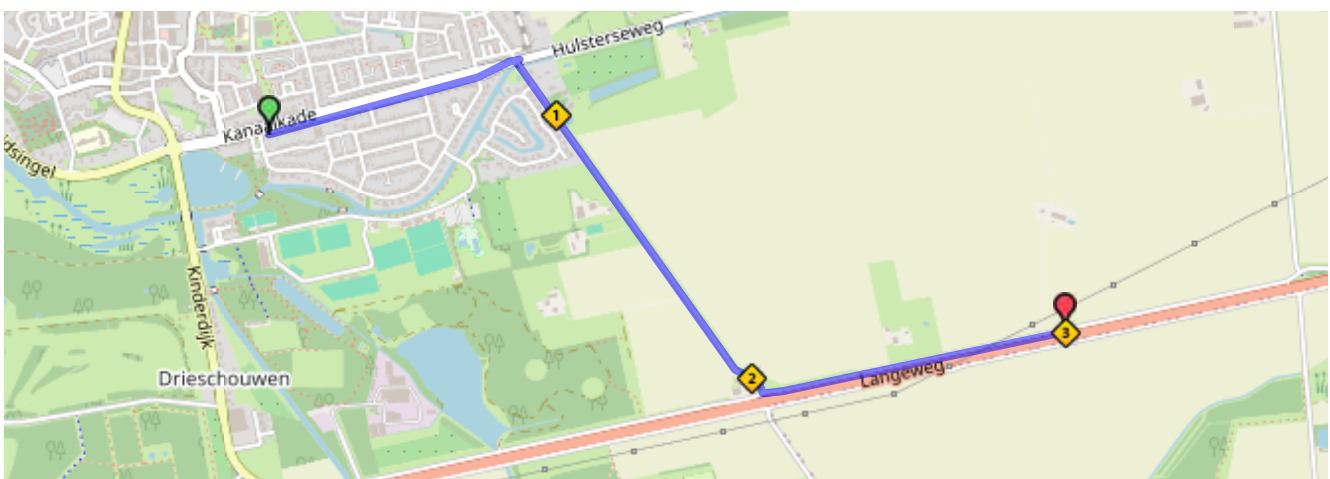 Hulsterseweg
1
Kanaalkade
dsingel
Kinderdijk
3
Langeweg
2
Drieschouwen